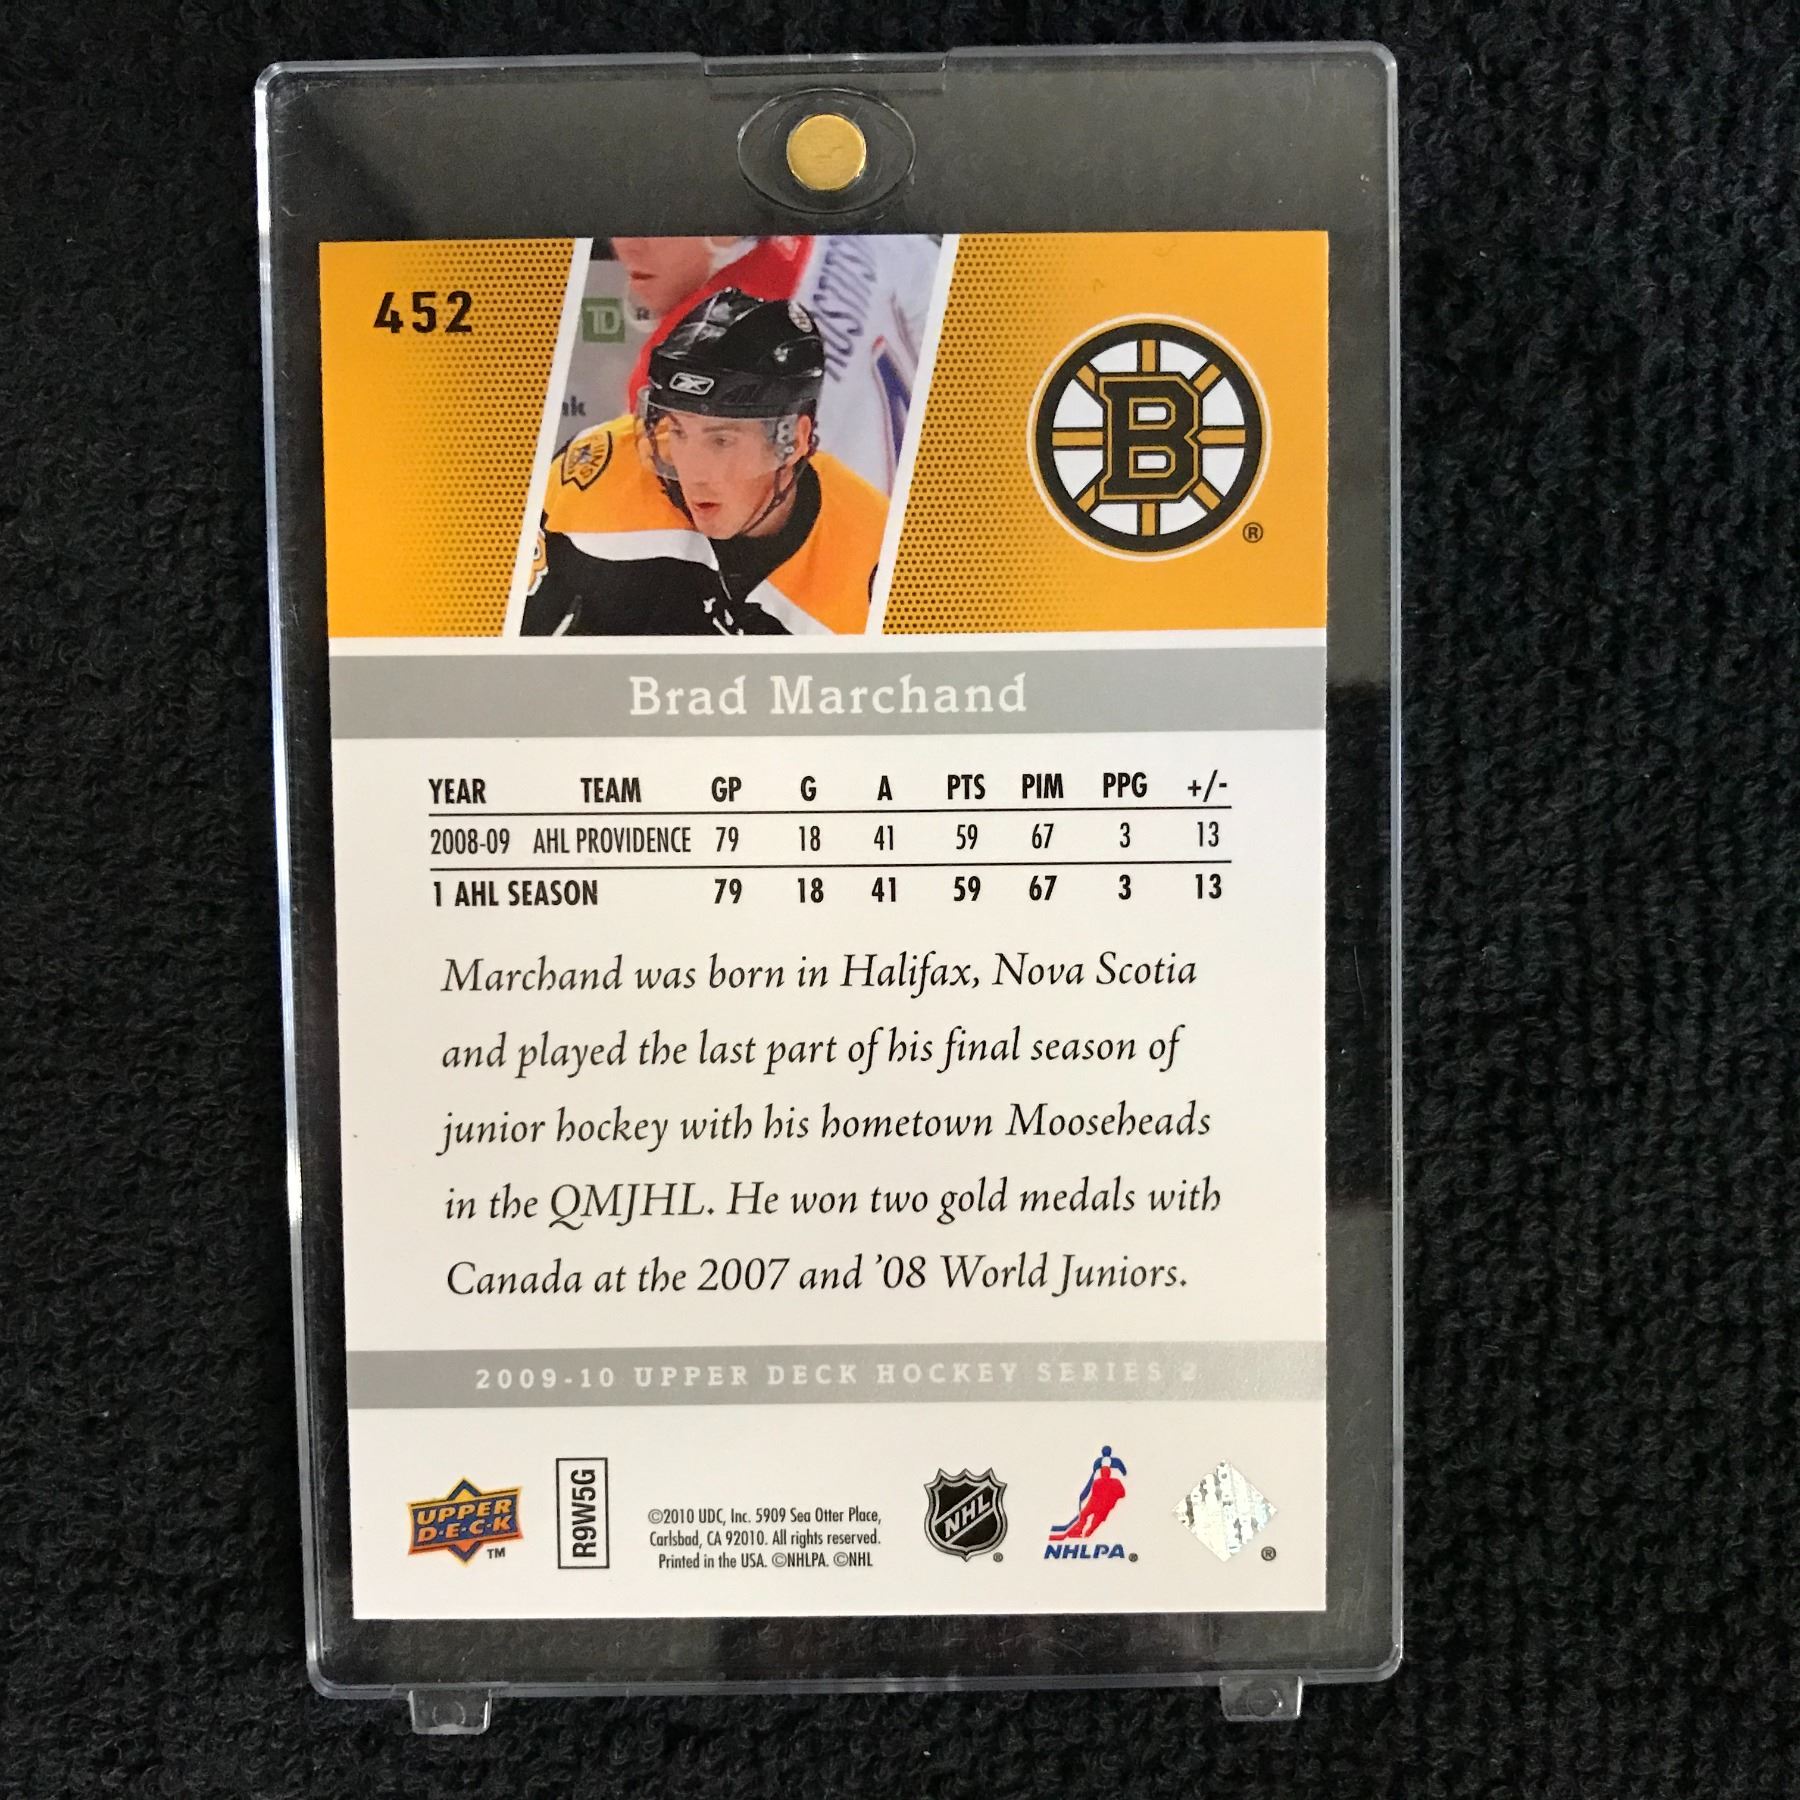 452
TD
B
®
Brad Marchand
YEAR TEAM GP G A PTS PIM PPG +/-
2008-09 AHL PROVIDENCE 79 18 41 59 67 3 13
1 AHL SEASON 79 18 41 59 67 3 13
Marchand was born in Halifax, Nova Scotia
and played the last part of his final season of
junior hockey with his hometown Mooseheads
in the QMJHL. He won two gold medals with
Canada at the 2007 and '08 World Juniors.
2009-10 UPPER DECK HOCKEY SERIES 2
UPPER
D·E·C·K
TM
R9W5G
©2010 UDC, Inc. 5909 Sea Otter Place,
Carlsbad, CA 92010. All rights reserved.
Printed in the USA. ©NHLPA. ©NHL
NHL
®
NHLPA®
®